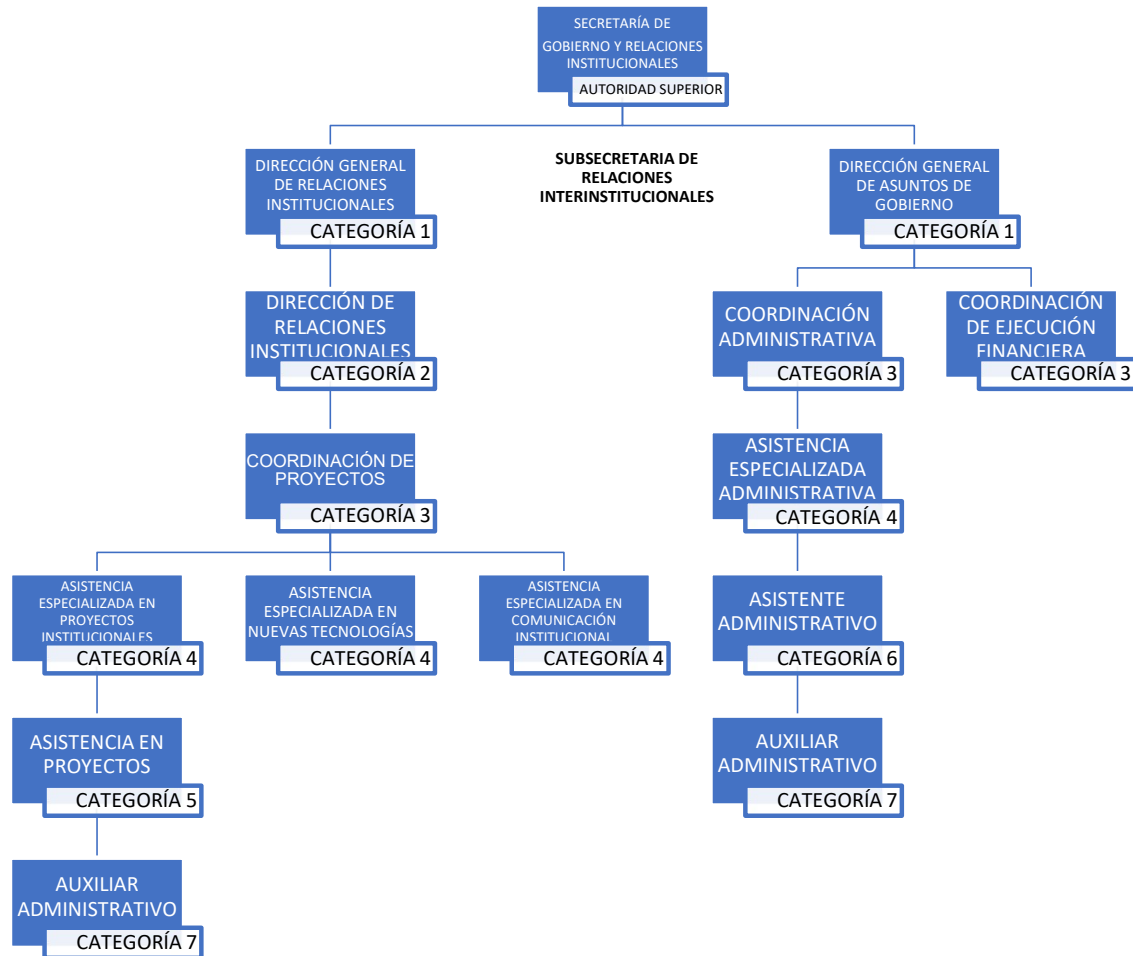 SECRETARÍA DE
GOBIERNO Y RELACIONES
INSTITUCIONALES
AUTORIDAD SUPERIOR
DIRECCIÓN GENERAL
DE RELACIONES
INSTITUCIONALES
CATEGORÍA 1
SUBSECRETARIA DE
RELACIONES
INTERINSTITUCIONALES
DIRECCIÓN GENERAL
DE ASUNTOS DE
GOBIERNO
CATEGORÍA 1
DIRECCIÓN DE
RELACIONES
INSTITUCIONALES
CATEGORÍA 2
COORDINACIÓN
ADMINISTRATIVA
CATEGORÍA 3
COORDINACIÓN
DE EJECUCIÓN
FINANCIERA
CATEGORÍA 3
COORDINACIÓN DE
PROYECTOS
CATEGORÍA 3
ASISTENCIA
ESPECIALIZADA
ADMINISTRATIVA
CATEGORÍA 4
ASISTENCIA
ESPECIALIZADA EN
PROYECTOS
INSTITUCIONALES
CATEGORÍA 4
ASISTENCIA
ESPECIALIZADA EN
NUEVAS TECNOLOGÍAS
CATEGORÍA 4
ASISTENCIA
ESPECIALIZADA EN
COMUNICACIÓN
INSTITUCIONAL
CATEGORÍA 4
ASISTENTE
ADMINISTRATIVO
CATEGORÍA 6
ASISTENCIA EN
PROYECTOS
CATEGORÍA 5
AUXILIAR
ADMINISTRATIVO
CATEGORÍA 7
AUXILIAR
ADMINISTRATIVO
CATEGORÍA 7